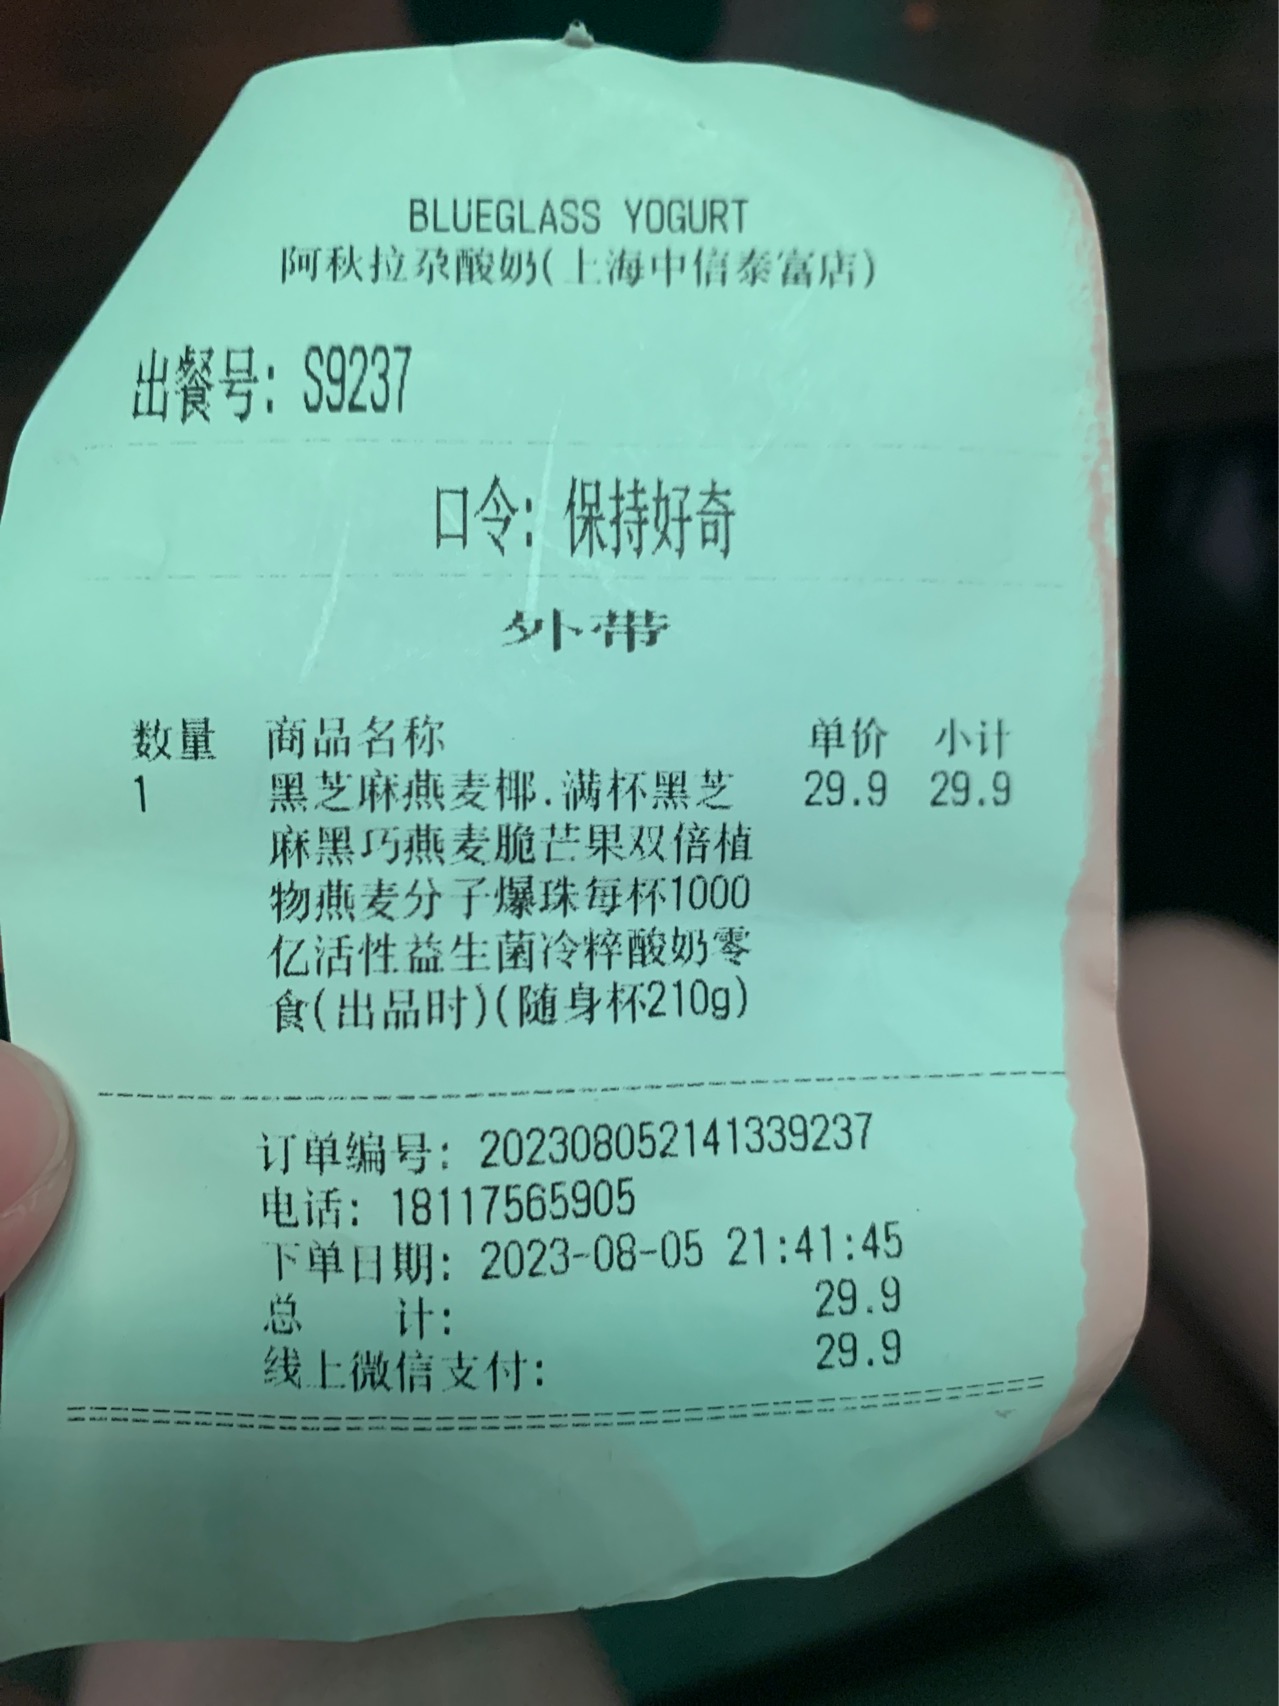 BLUEGLASS YOGURT
阿秋拉尕酸奶(上海中信泰富店)
出餐号: S9237
口令: 保持好奇
外带
数量 商品名称 单价 小计
1 黑芝麻燕麦椰.满杯黑芝 29.9 29.9
麻黑巧燕麦脆芒果双倍植
物燕麦分子爆珠每杯1000
亿活性益生菌冷粹酸奶零
食(出品时)(随身杯210g)
订单编号: 202308052141339237
电话: 18117565905
下单日期: 2023-08-05 21:41:45
总 计: 29.9
线上微信支付: 29.9